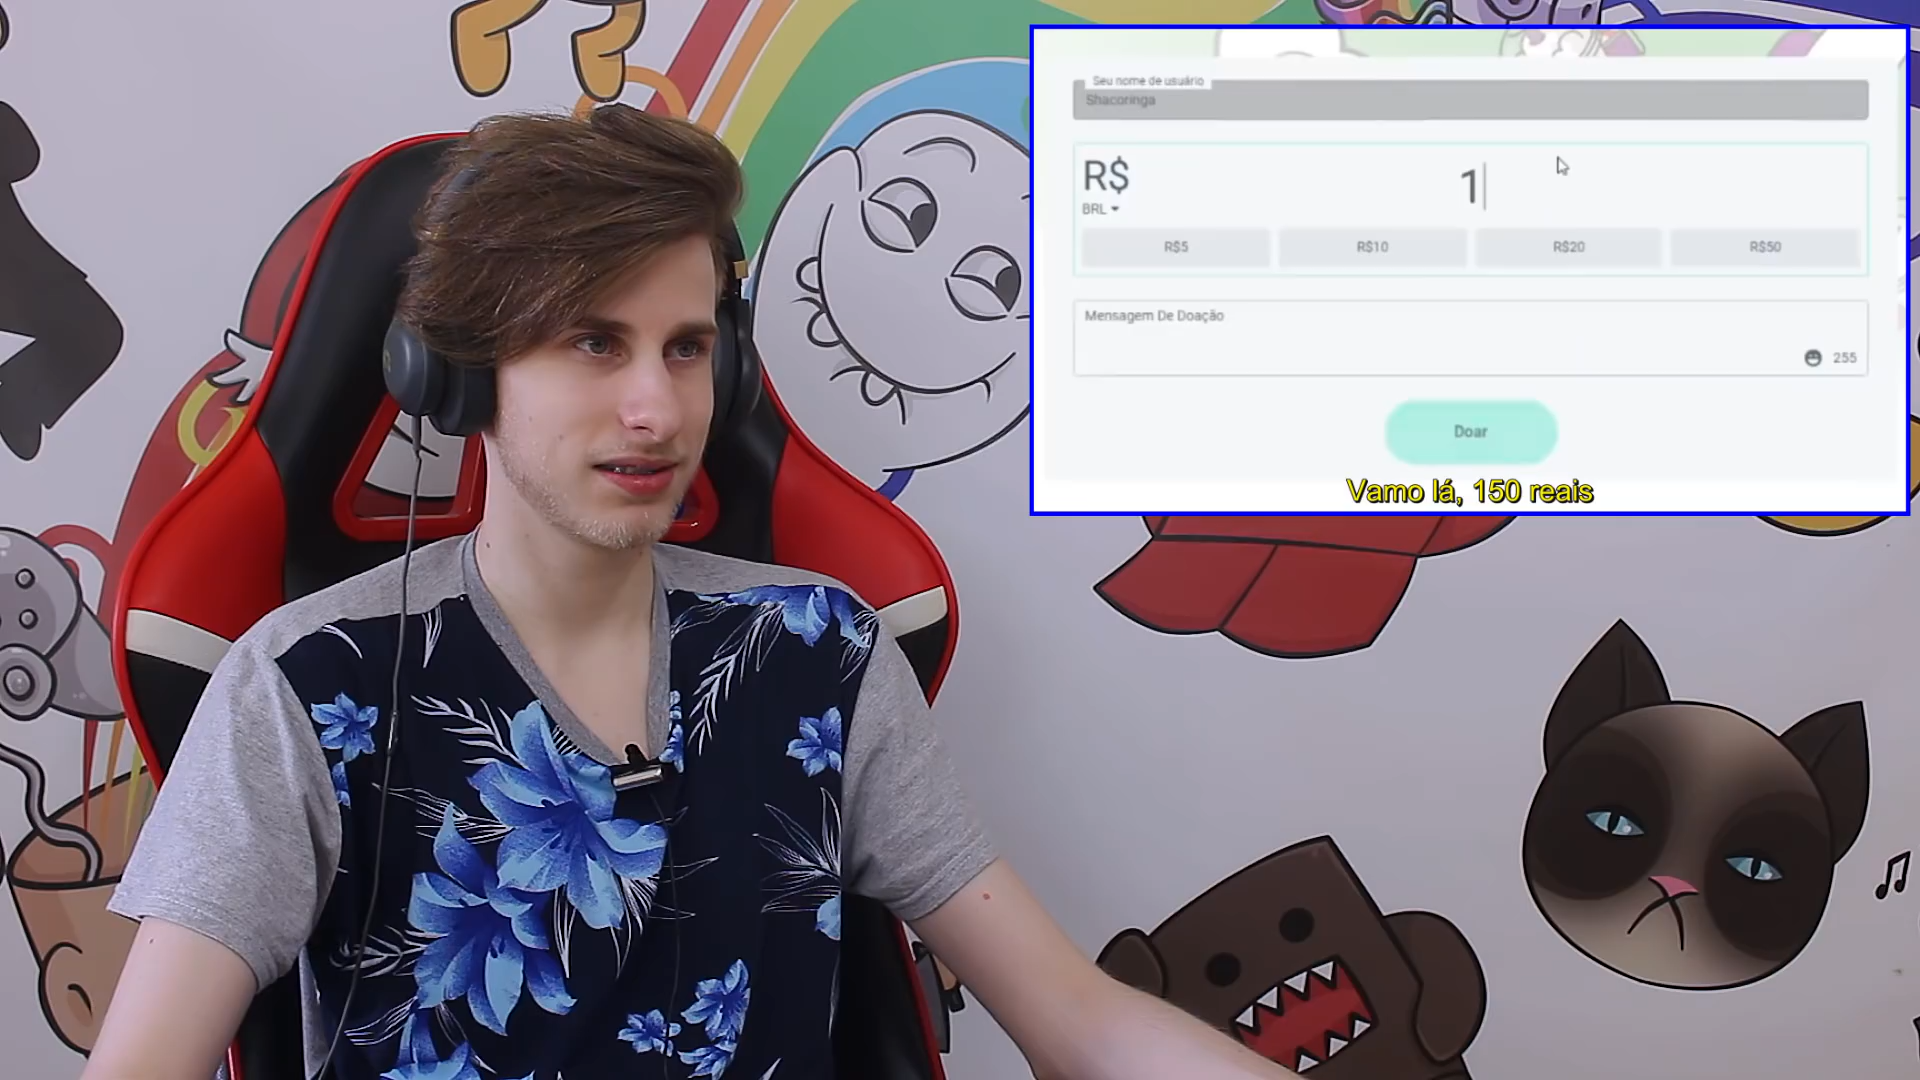 Seu nome de usuário
Shacoringa
R$
1
BRL
R$5
R$10
R$20
R$50
Mensagem De Doação
255
Doar
Vamo lá, 150 reais